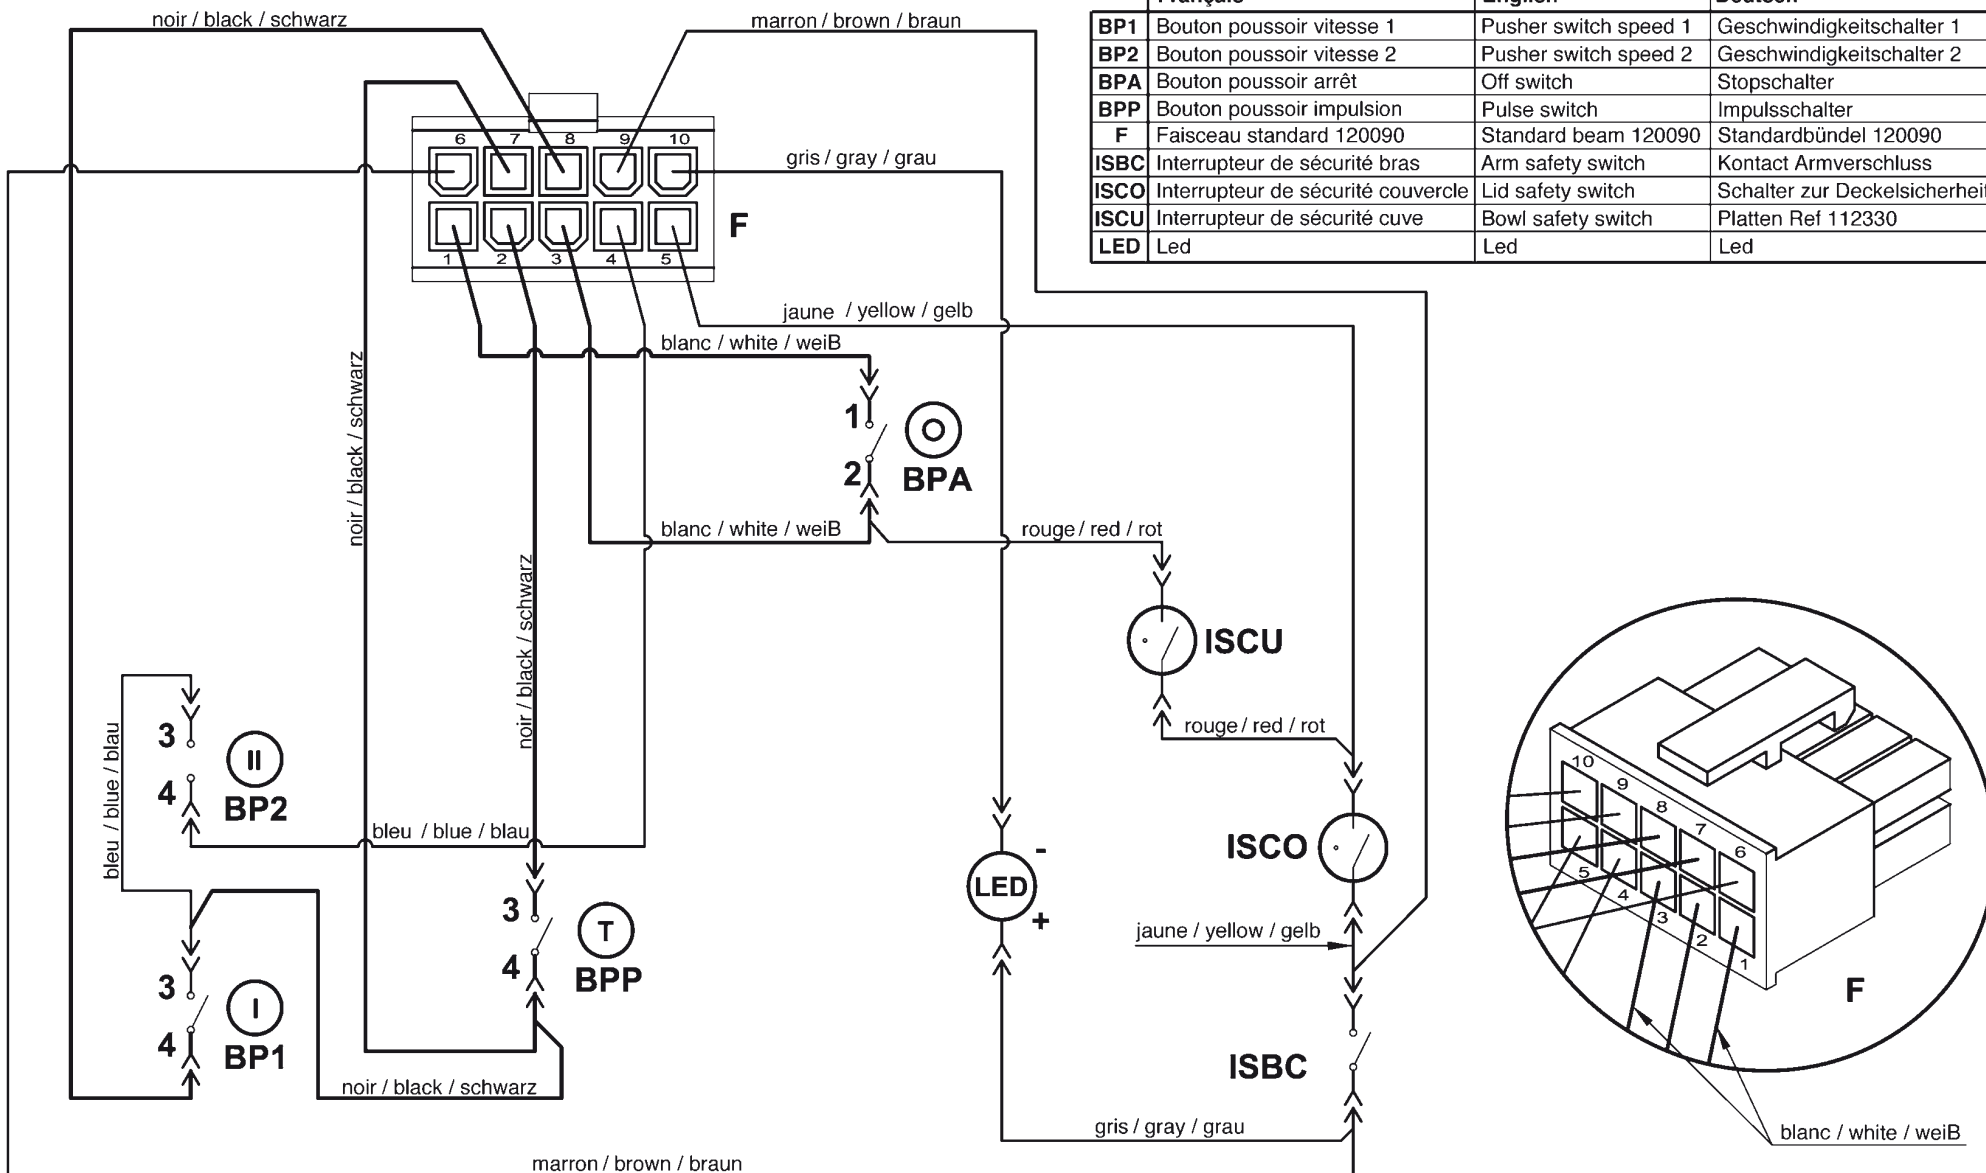 Français English Deutsch
BP1 Bouton poussoir vitesse 1 Pusher switch speed 1 Geschwindigkeitschalter 1
BP2 Bouton poussoir vitesse 2 Pusher switch speed 2 Geschwindigkeitschalter 2
BPA Bouton poussoir arrêt Off switch Stopschalter
BPP Bouton poussoir impulsion Pulse switch Impulsschalter
F Faisceau standard 120090 Standard beam 120090 Standardbündel 120090
ISBC Interrupteur de sécurité bras Arm safety switch Kontact Armverschluss
ISCO Interrupteur de sécurité couvercle Lid safety switch Schalter zur Deckelsicherheit
ISCU Interrupteur de sécurité cuve Bowl safety switch Platten Ref 112330
LED Led Led Led
noir / black / schwarz
marron / brown / braun
6 7 8 9 10
gris / gray / grau
F
1 2 3 4 5
jaune / yellow / gelb
blanc / white / weiB
noir / black / schwarz
1
2
BPA
blanc / white / weiB
rouge / red / rot
noir / black / schwarz
ISCU
rouge / red / rot
bleu / blue / blau
3
4
II
BP2
bleu / blue / blau
ISCO
-
LED
+
3
4
T
BPP
jaune / yellow / gelb
3
4
I
BP1
ISBC
noir / black / schwarz
gris / gray / grau
marron / brown / braun
10
9
8
7
6
5
4
3
2
1
F
blanc / white / weiB